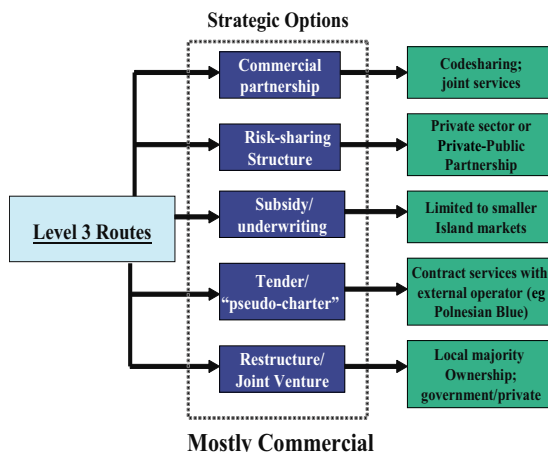 Strategic Options
Commercial
partnership
Codesharing;
joint services
Risk-sharing
Structure
Private sector or
Private-Public
Partnership
Level 3 Routes
Subsidy/
underwriting
Limited to smaller
Island markets
Tender/
“pseudo-charter”
Contract services with
external operator (eg
Polnesian Blue)
Restructure/
Joint Venture
Local majority
Ownership;
government/private
Mostly Commercial